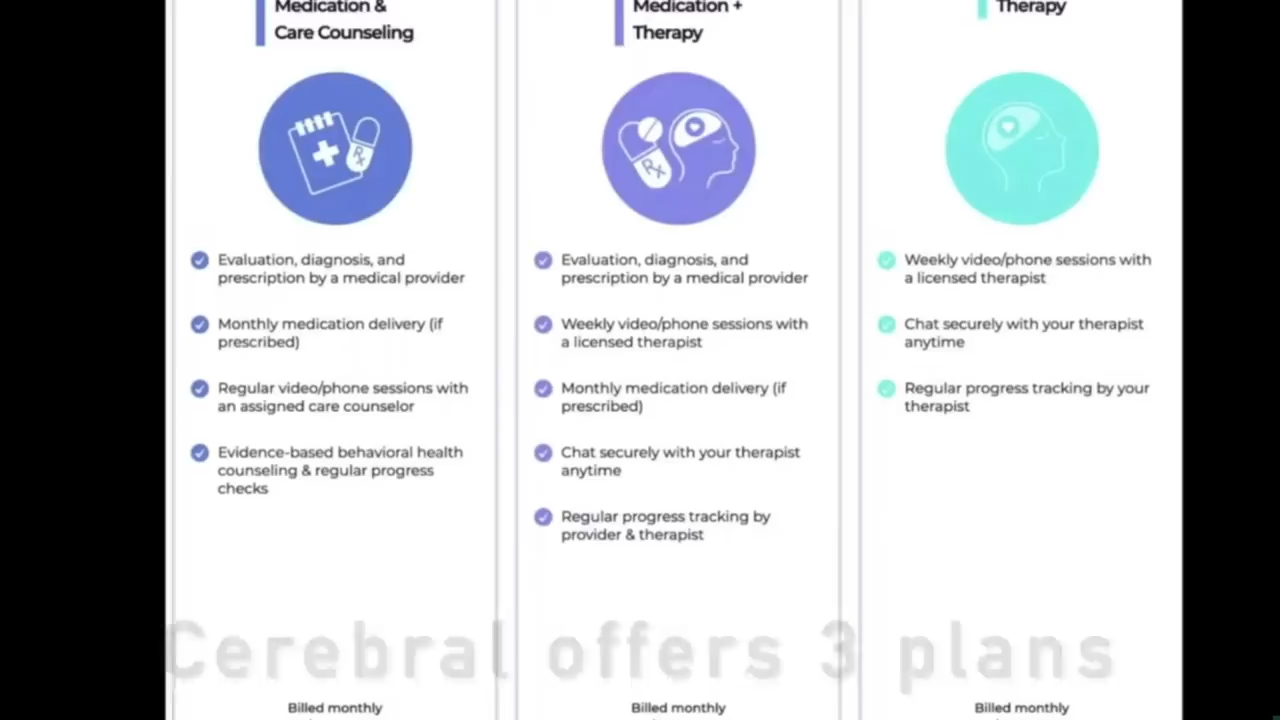 Medication &
Care Counseling
Rx
Evaluation, diagnosis, and
prescription by a medical provider
Monthly medication delivery (if
prescribed)
Regular video/phone sessions with
an assigned care counselor
Evidence-based behavioral health
counseling & regular progress
checks
Billed monthly
Medication +
Therapy
Rx
Evaluation, diagnosis, and
prescription by a medical provider
Weekly video/phone sessions with
a licensed therapist
Monthly medication delivery (if
prescribed)
Chat securely with your therapist
anytime
Regular progress tracking by
provider & therapist
Billed monthly
Therapy
Weekly video/phone sessions with
a licensed therapist
Chat securely with your therapist
anytime
Regular progress tracking by your
therapist
Billed monthly
Cerebral offers 3 plans